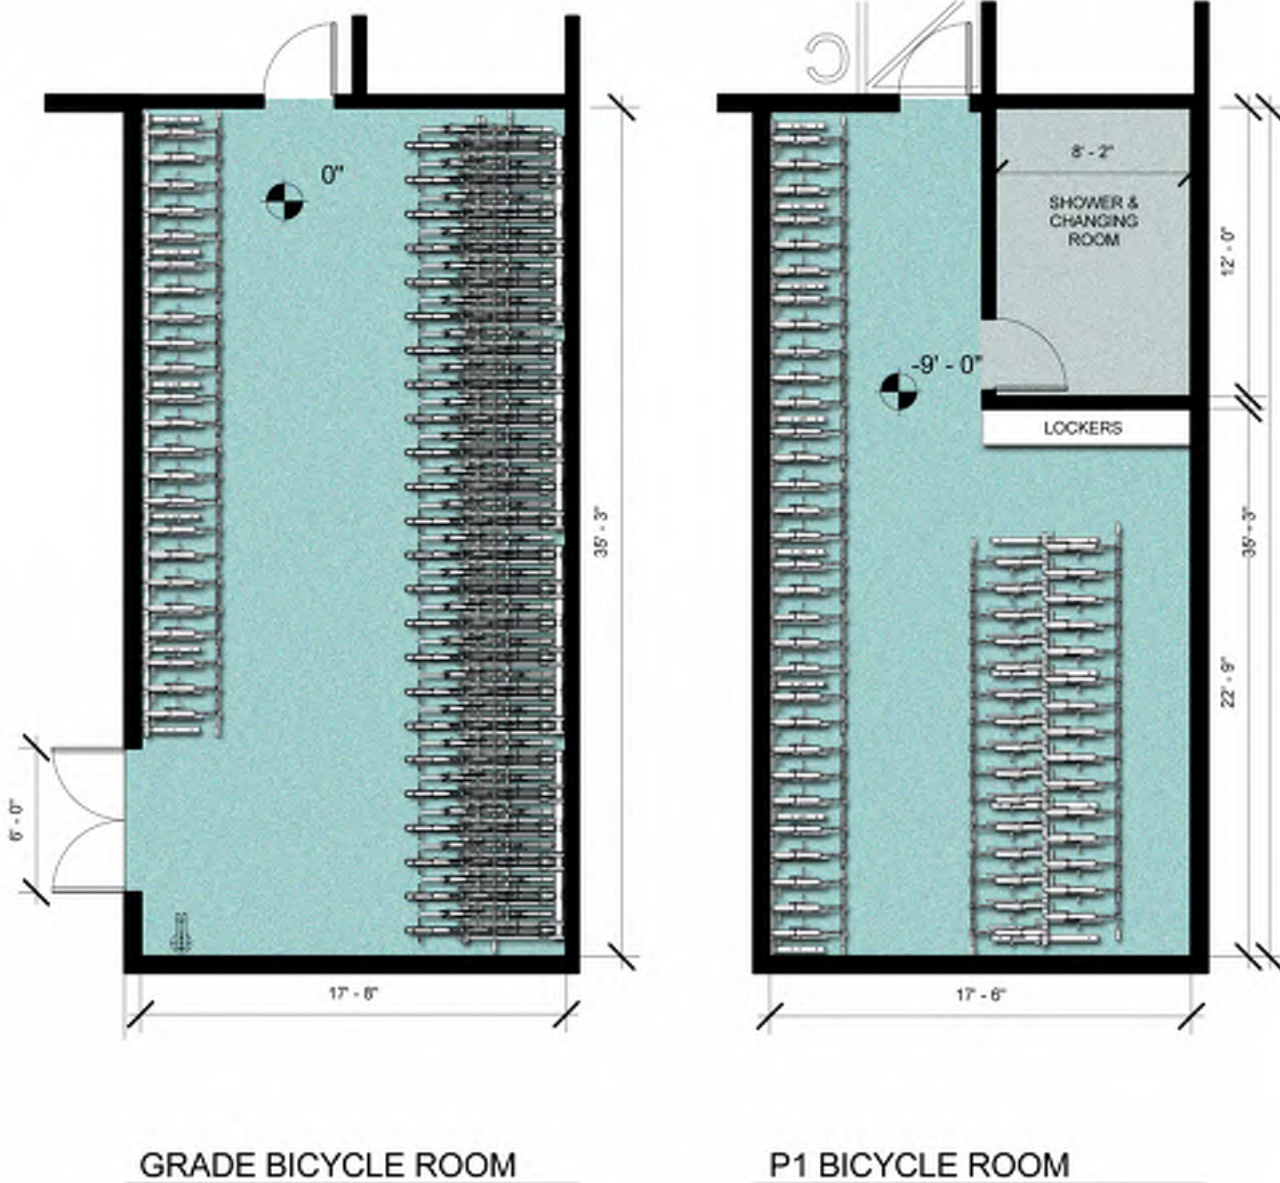 0"
6' - 0"
35' - 3"
17' - 8"
GRADE BICYCLE ROOM
8' - 2"
SHOWER &
CHANGING
ROOM
12' - 0"
-9' - 0"
LOCKERS
35' - 3"
22' - 9"
17' - 6"
P1 BICYCLE ROOM